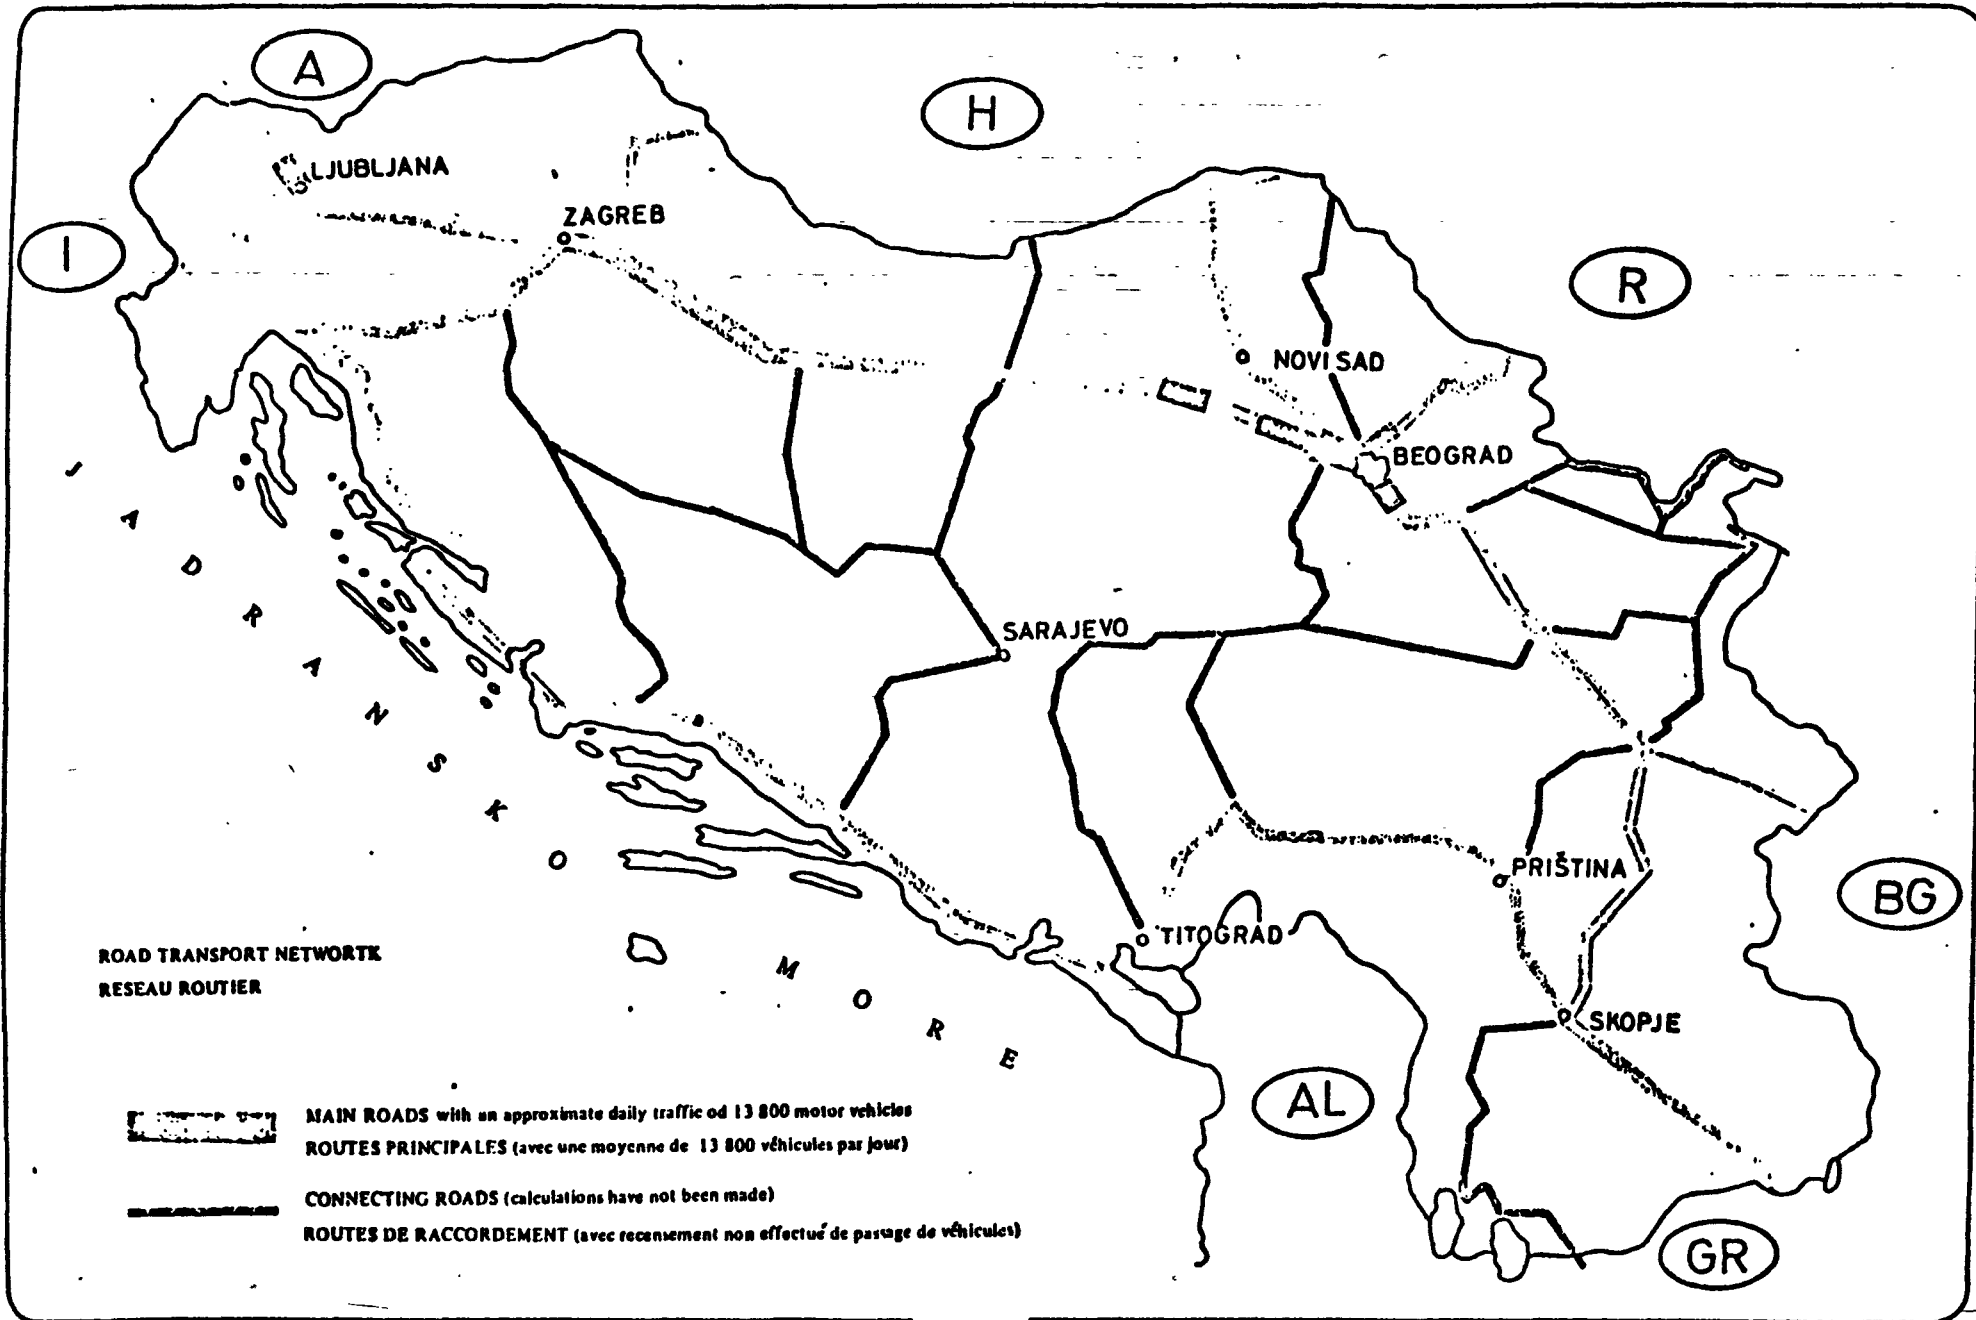 A
H
LJUBLJANA
ZAGREB
I
R
NOVI SAD
BEOGRAD
JADRANSKO
SARAJEVO
PRIŠTINA
BG
TITOGRAD
ROAD TRANSPORT NETWORTK
RESEAU ROUTIER
MORE
SKOPJE
AL
MAIN ROADS with an approximate daily traffic od 13 800 motor vehicles
ROUTES PRINCIPALES (avec une moyenne de 13 800 véhicules par jour)
CONNECTING ROADS (calculations have not been made)
ROUTES DE RACCORDEMENT (avec recensement non effectué de passage de véhicules)
GR